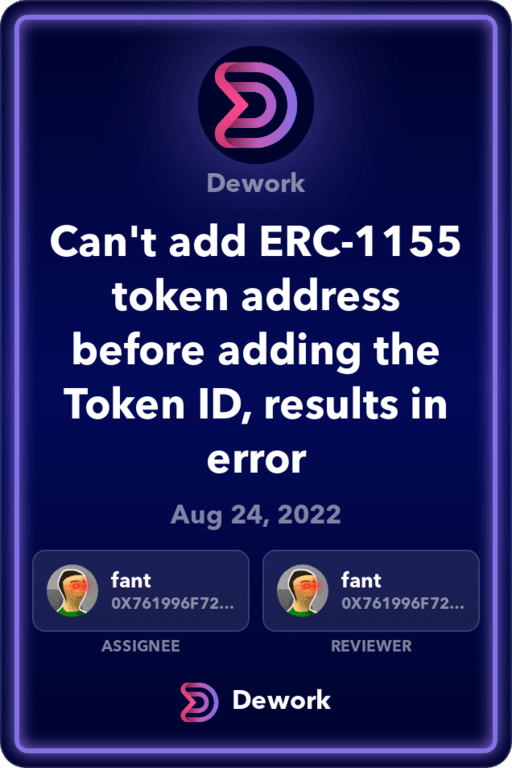 Dework
Can't add ERC-1155
token address
before adding the
Token ID, results in
error
Aug 24, 2022
fant
0X761996F72...
ASSIGNEE
fant
0X761996F72...
REVIEWER
Dework